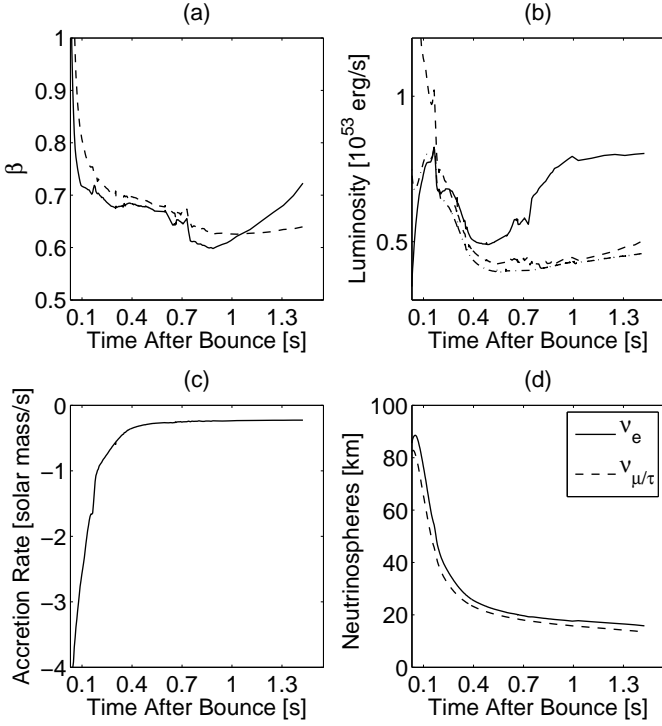 (a)
1
0.9
0.8
0.7
0.6
0.5
β
0.1 0.4 0.7 1 1.3
Time After Bounce [s]
(b)
1
0.5
Luminosity [10^53 erg/s]
0.1 0.4 0.7 1 1.3
Time After Bounce [s]
(c)
0
−1
−2
−3
−4
Accretion Rate [solar mass/s]
0.1 0.4 0.7 1 1.3
Time After Bounce [s]
(d)
100
80
60
40
20
0
Neutrinospheres [km]
ν_e
ν_μ/τ
0.1 0.4 0.7 1 1.3
Time After Bounce [s]